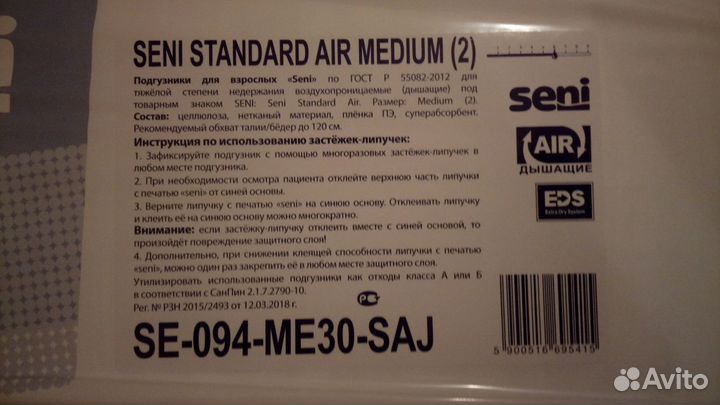 SENI STANDARD AIR MEDIUM (2)
Подгузники для взрослых «Seni» по ГОСТ Р 55082-2012 для
тяжёлой степени недержания воздухопроницаемые (дышащие) под
товарным знаком SENI: Seni Standard Air. Размер: Medium (2).
Состав: целлюлоза, нетканый материал, плёнка ПЭ, суперабсорбент.
Рекомендуемый обхват талии/бёдер до 120 см.
Инструкция по использованию застёжек-липучек:
1. Зафиксируйте подгузник с помощью многоразовых застёжек-липучек в
любом месте подгузника.
2. При необходимости осмотра пациента отклейте верхнюю часть липучки
с печатью «seni» от синей основы.
3. Верните липучку с печатью «seni» на синюю основу. Отклеивать липучку
и клеить её на синюю основу можно многократно.
Внимание: если застёжку-липучку отклеить вместе с синей основой, то
произойдёт повреждение защитного слоя!
4. Дополнительно, при снижении клеящей способности липучки с печатью
«seni», можно один раз закрепить её в любом месте защитного слоя!
Утилизировать использованные подгузники как отходы класса А или Б
в соответствии с СанПин 2.1.7.2790-10.
Рег. № РЗН 2015/2493 от 12.03.2018 г.
SE-094-ME30-SAJ
seni
AIR
ДЫШАЩИЕ
EDS
Extra Dry System
5 900516 695415
ni
Avito